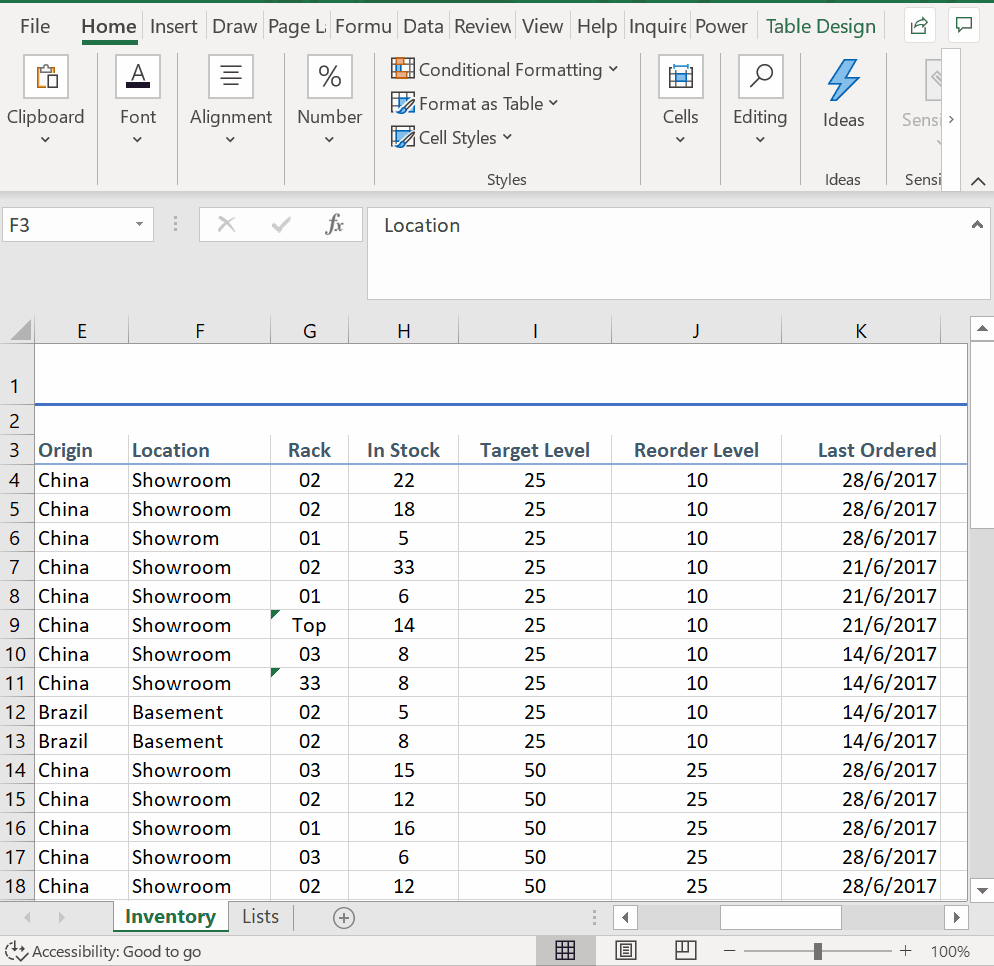 File Home Insert Draw Page La Formu Data Review View Help Inquire Power Table Design
Conditional Formatting
Format as Table
Cell Styles
Clipboard Font Alignment Number Cells Editing Ideas Sensi
Styles Ideas Sensi
F3 fx Location
E F G H I J K
1
2
3 Origin Location Rack In Stock Target Level Reorder Level Last Ordered
4 China Showroom 02 22 25 10 28/6/2017
5 China Showroom 02 18 25 10 28/6/2017
6 China Showrom 01 5 25 10 28/6/2017
7 China Showroom 02 33 25 10 21/6/2017
8 China Showroom 01 6 25 10 21/6/2017
9 China Showroom Top 14 25 10 21/6/2017
10 China Showroom 03 8 25 10 14/6/2017
11 China Showroom 33 8 25 10 14/6/2017
12 Brazil Basement 02 5 25 10 14/6/2017
13 Brazil Basement 02 8 25 10 14/6/2017
14 China Showroom 03 15 50 25 28/6/2017
15 China Showroom 02 12 50 25 28/6/2017
16 China Showroom 01 16 50 25 28/6/2017
17 China Showroom 03 6 50 25 28/6/2017
18 China Showroom 02 12 50 25 28/6/2017
Inventory Lists
Accessibility: Good to go 100%